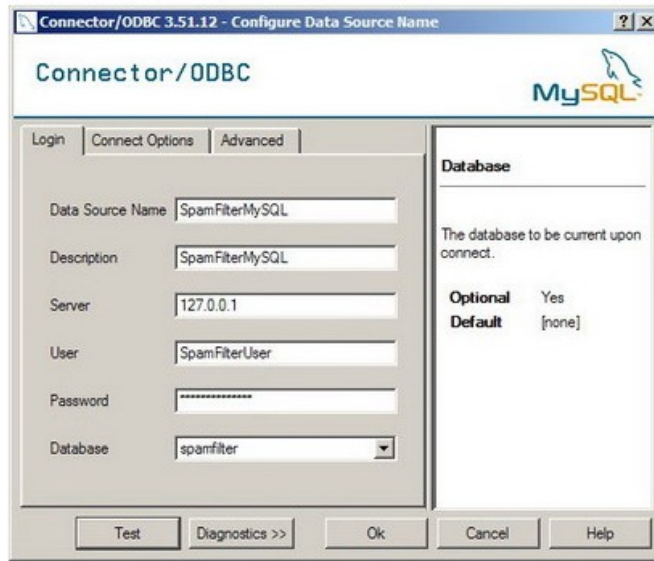 Connector/ODBC 3.51.12 - Configure Data Source Name
Connector/ODBC
MySQL
Login Connect Options Advanced
Data Source Name SpamFilterMySQL
Description SpamFilterMySQL
Server 127.0.0.1
User SpamFilterUser
Password **************
Database spamfilter
Database
The database to be current upon
connect.
Optional Yes
Default [none]
Test Diagnostics >> Ok Cancel Help